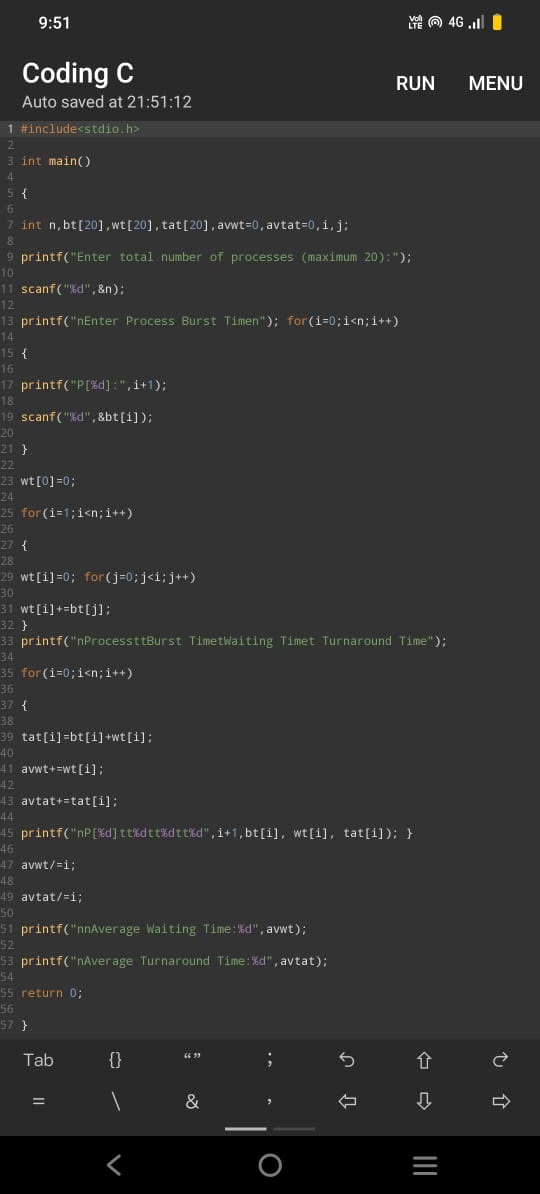 9:51
Vo) LTE 4G
Coding C
RUN MENU
Auto saved at 21:51:12
1 #include<stdio.h>
2
3 int main()
4
5 {
6
7 int n,bt[20],wt[20],tat[20],avwt=0,avtat=0,i,j;
8
9 printf("Enter total number of processes (maximum 20):");
10
11 scanf("%d",&n);
12
13 printf("nEnter Process Burst Timen"); for(i=0;i<n;i++)
14
15 {
16
17 printf("P[%d]:",i+1);
18
19 scanf("%d",&bt[i]);
20
21 }
22
23 wt[0]=0;
24
25 for(i=1;i<n;i++)
26
27 {
28
29 wt[i]=0; for(j=0;j<i;j++)
30
31 wt[i]+=bt[j];
32 }
33 printf("nProcessttBurst TimetWaiting Timet Turnaround Time");
34
35 for(i=0;i<n;i++)
36
37 {
38
39 tat[i]=bt[i]+wt[i];
40
41 avwt+=wt[i];
42
43 avtat+=tat[i];
44
45 printf("nP[%d]tt%dtt%dtt%d",i+1,bt[i], wt[i], tat[i]); }
46
47 avwt/=i;
48
49 avtat/=i;
50
51 printf("nnAverage Waiting Time:%d",avwt);
52
53 printf("nAverage Turnaround Time:%d",avtat);
54
55 return 0;
56
57 }
Tab {} “” ;
= \ & ,